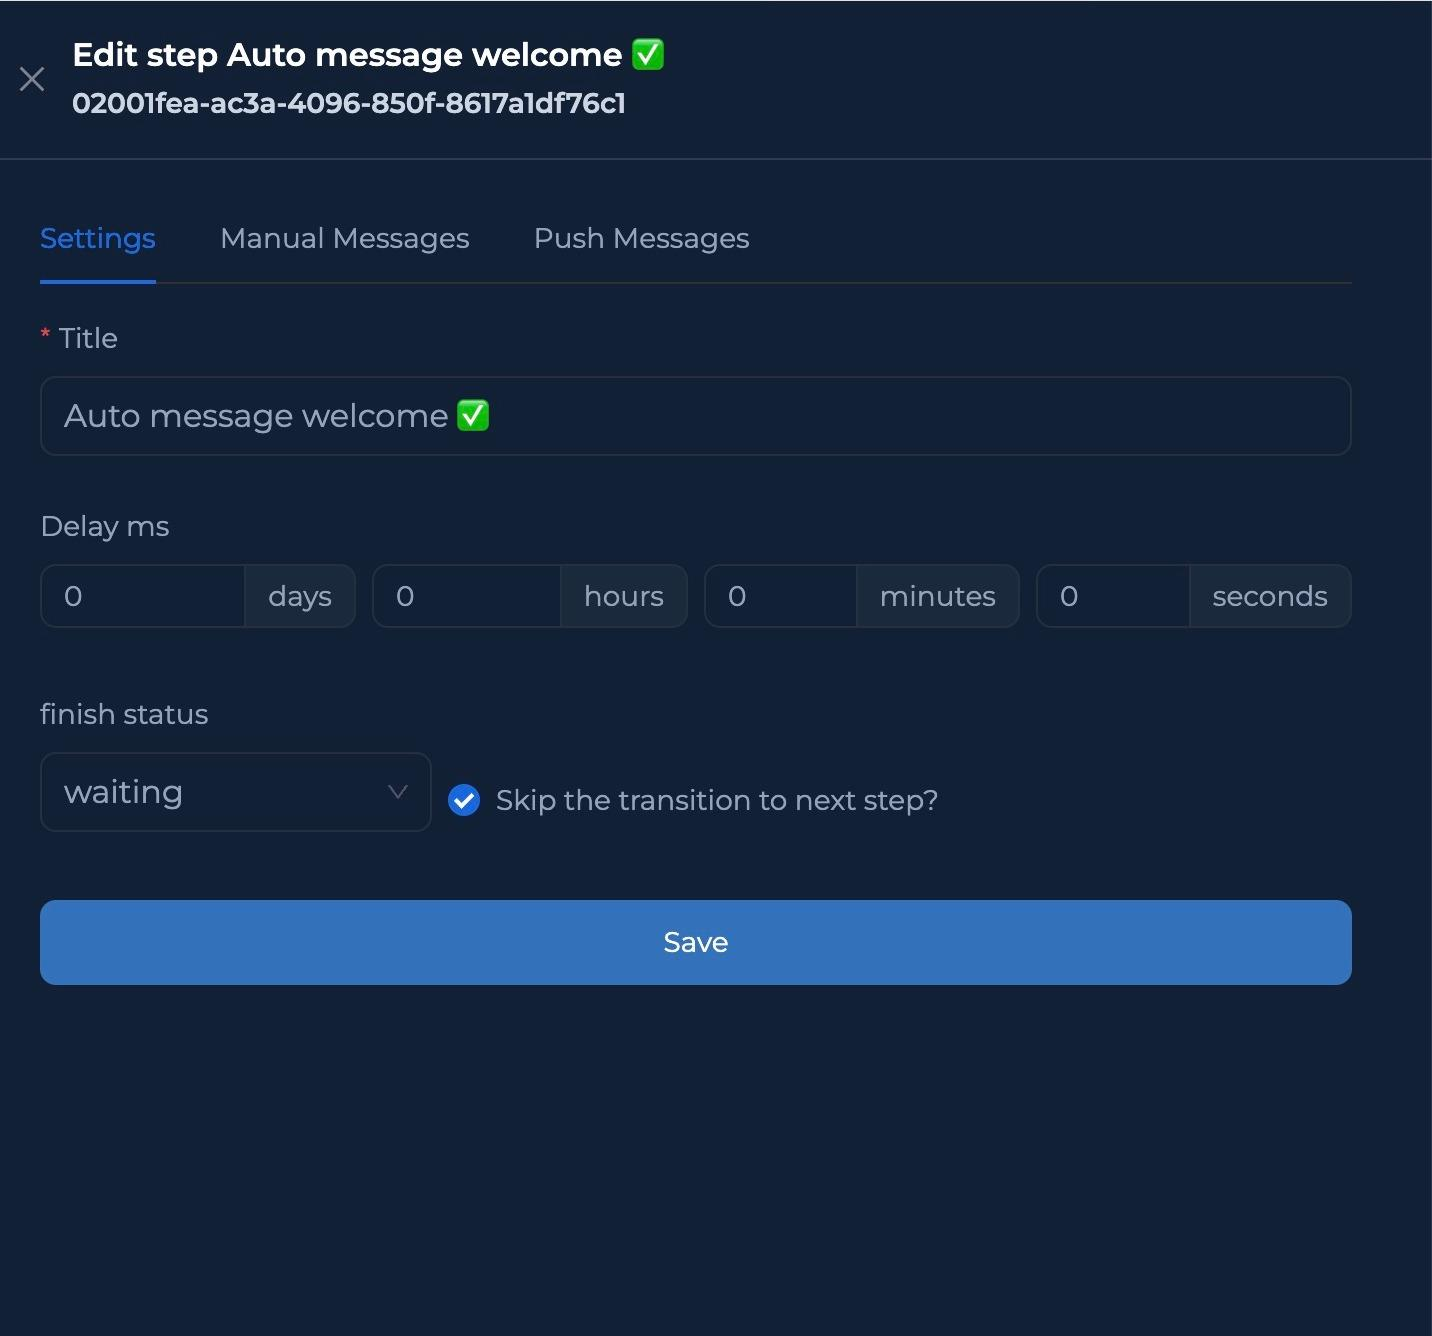 Edit step Auto message welcome ✅
02001fea-ac3a-4096-850f-8617a1df76c1
Settings Manual Messages Push Messages
* Title
Auto message welcome ✅
Delay ms
0 days 0 hours 0 minutes 0 seconds
finish status
waiting Skip the transition to next step?
Save